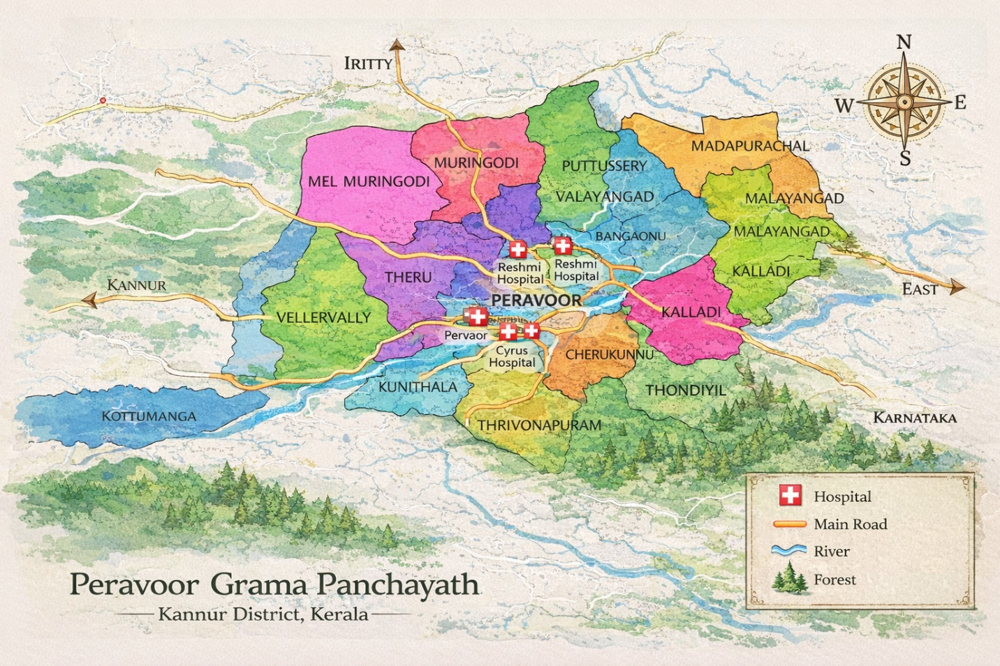 N
IRITTY
W
E
MADAPURACHAL
S
MURINGODI
PUTTUSSERY
MEL MURINGODI
VALAYANGAD
MALAYANGAD
BANGAONU
MALAYANGAD
Reshmi
Hospital
Reshmi
Hospital
THERU
KALLADI
KANNUR
EAST
PERAVOOR
VELLERVALLY
KALLADI
Pervaor
Cyrus
Hospital
CHERUKUNNU
KUNITHALA
THONDIYIL
KOTTUMANGA
THRIVONAPURAM
KARNATAKA
Hospital
Main Road
River
Forest
Peravoor Grama Panchayath
Kannur District, Kerala